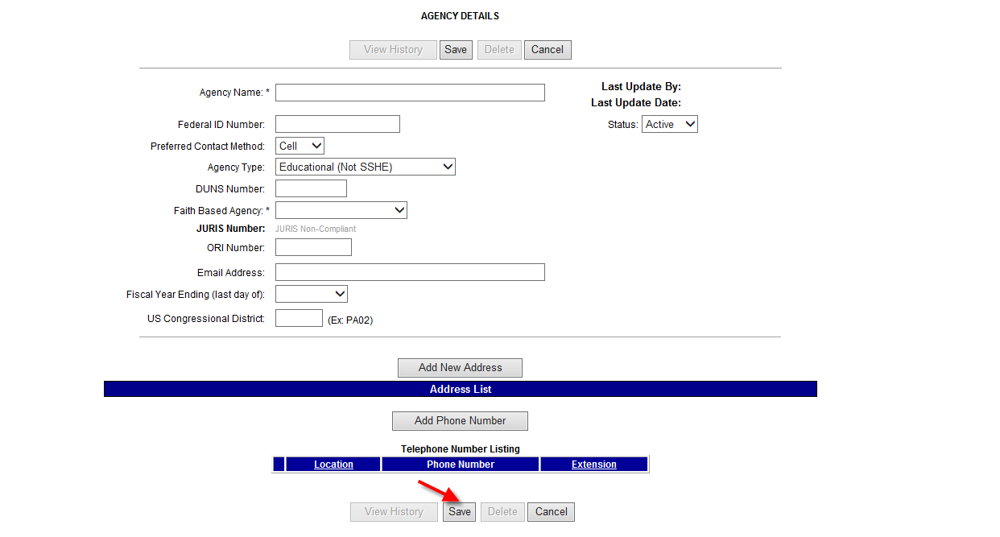 AGENCY DETAILS
View History Save Delete Cancel
Agency Name: * Last Update By:
Last Update Date:
Federal ID Number: Status: Active
Preferred Contact Method: Cell
Agency Type: Educational (Not SSHE)
DUNS Number:
Faith Based Agency: *
JURIS Number: JURIS Non-Compliant
ORI Number:
Email Address:
Fiscal Year Ending (last day of):
US Congressional District: (Ex: PA02)
Add New Address
Address List
Add Phone Number
Telephone Number Listing
Location Phone Number Extension
View History Save Delete Cancel